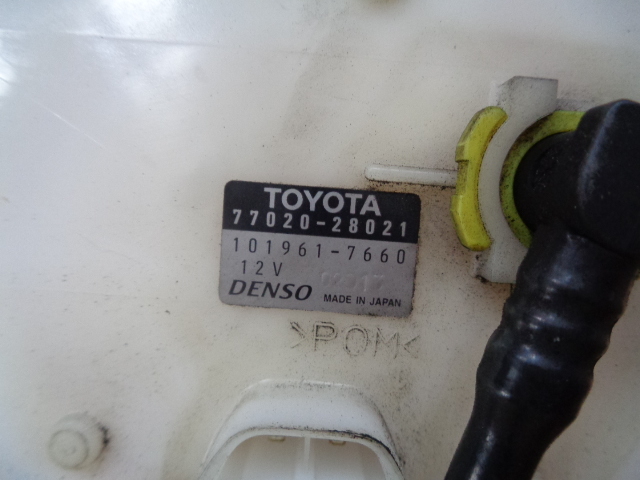 TOYOTA
77020-28021
101961-7660
12V
DENSO MADE IN JAPAN
>POM<